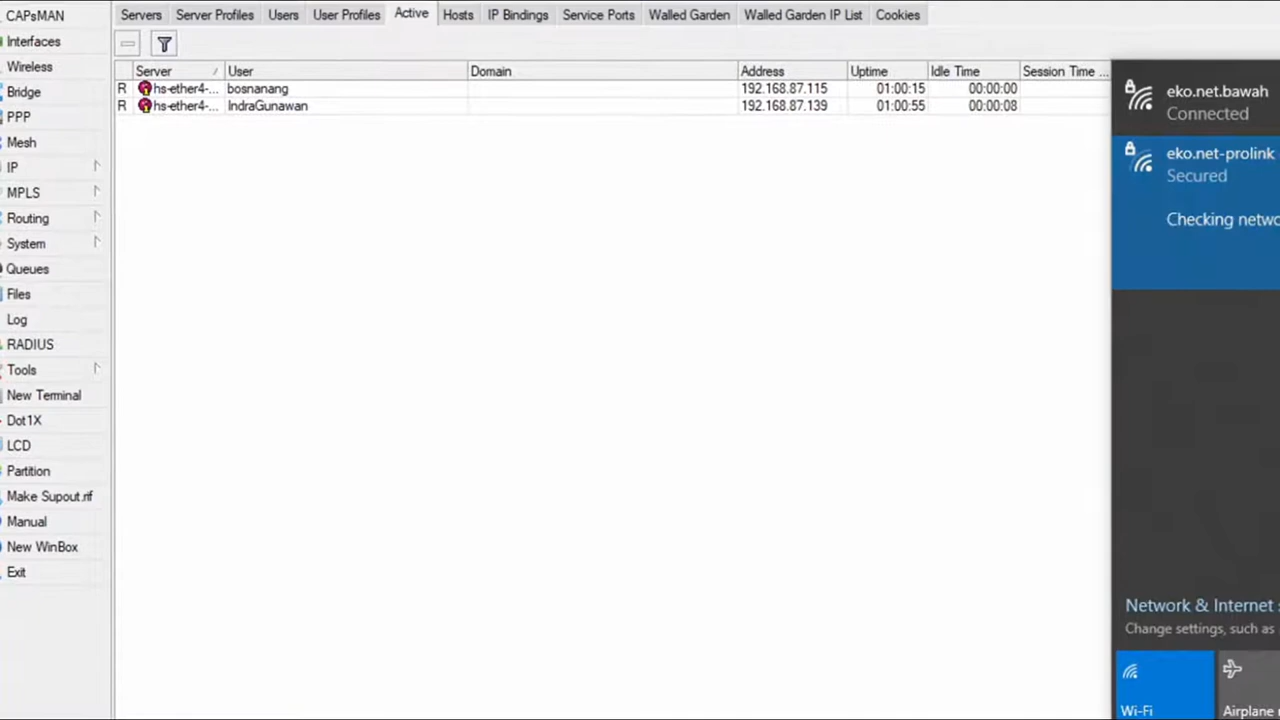 CAPsMAN
Interfaces
Wireless
Bridge
PPP
Mesh
IP
MPLS
Routing
System
Queues
Files
Log
RADIUS
Tools
New Terminal
Dot1X
LCD
Partition
Make Supout.rif
Manual
New WinBox
Exit
Servers Server Profiles Users User Profiles Active Hosts IP Bindings Service Ports Walled Garden Walled Garden IP List Cookies
Server User Domain Address Uptime Idle Time Session Time ...
R hs-ether4-... bosnanang 192.168.87.115 01:00:15 00:00:00
R hs-ether4-... IndraGunawan 192.168.87.139 01:00:55 00:00:08
eko.net.bawah
Connected
eko.net-prolink
Secured
Checking netwo
Network & Internet
Change settings, such as
Wi-Fi
Airplane